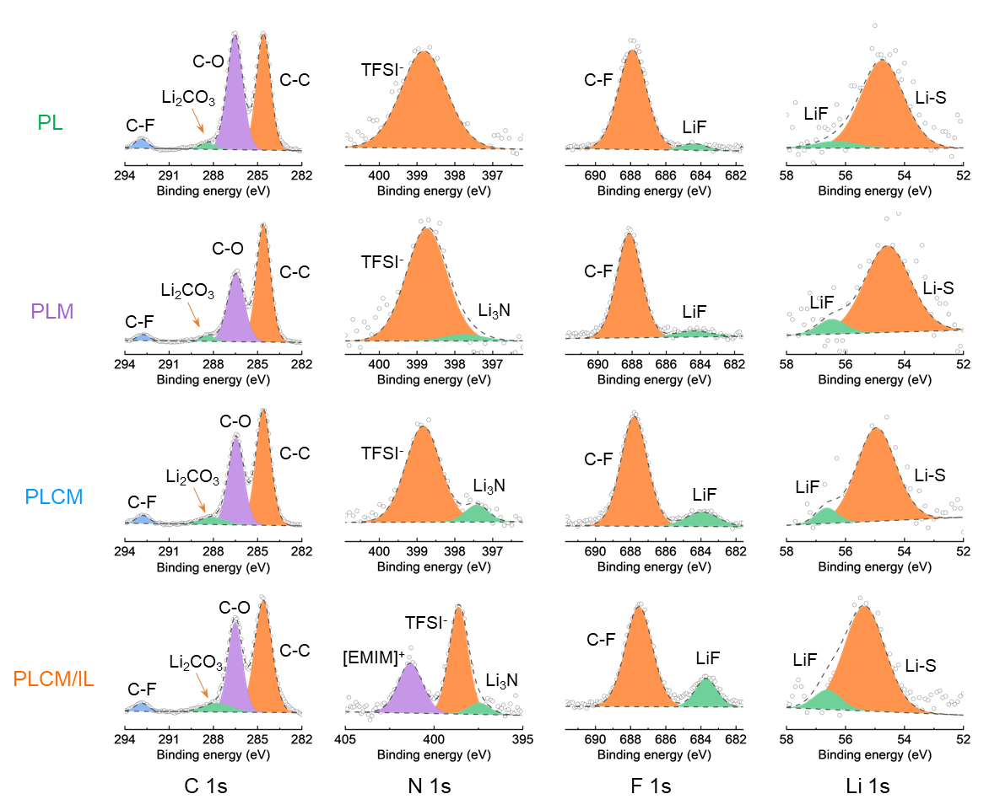 PL
C-F
Li₂CO₃
C-O
C-C
294 291 288 285 282
Binding energy (eV)
TFSI⁻
400 399 398 397
Binding energy (eV)
C-F
LiF
690 688 686 684 682
Binding energy (eV)
LiF
Li-S
58 56 54 52
Binding energy (eV)
PLM
C-F
Li₂CO₃
C-O
C-C
294 291 288 285 282
Binding energy (eV)
TFSI⁻
Li₃N
400 399 398 397
Binding energy (eV)
C-F
LiF
690 688 686 684 682
Binding energy (eV)
LiF
Li-S
58 56 54 52
Binding energy (eV)
PLCM
C-F
Li₂CO₃
C-O
C-C
294 291 288 285 282
Binding energy (eV)
TFSI⁻
Li₃N
400 399 398 397
Binding energy (eV)
C-F
LiF
690 688 686 684 682
Binding energy (eV)
LiF
Li-S
58 56 54 52
Binding energy (eV)
PLCM/IL
C-F
Li₂CO₃
C-O
C-C
294 291 288 285 282
Binding energy (eV)
[EMIM]⁺
TFSI⁻
Li₃N
405 400 395
Binding energy (eV)
C-F
LiF
690 688 686 684 682
Binding energy (eV)
LiF
Li-S
58 56 54 52
Binding energy (eV)
C 1s
N 1s
F 1s
Li 1s